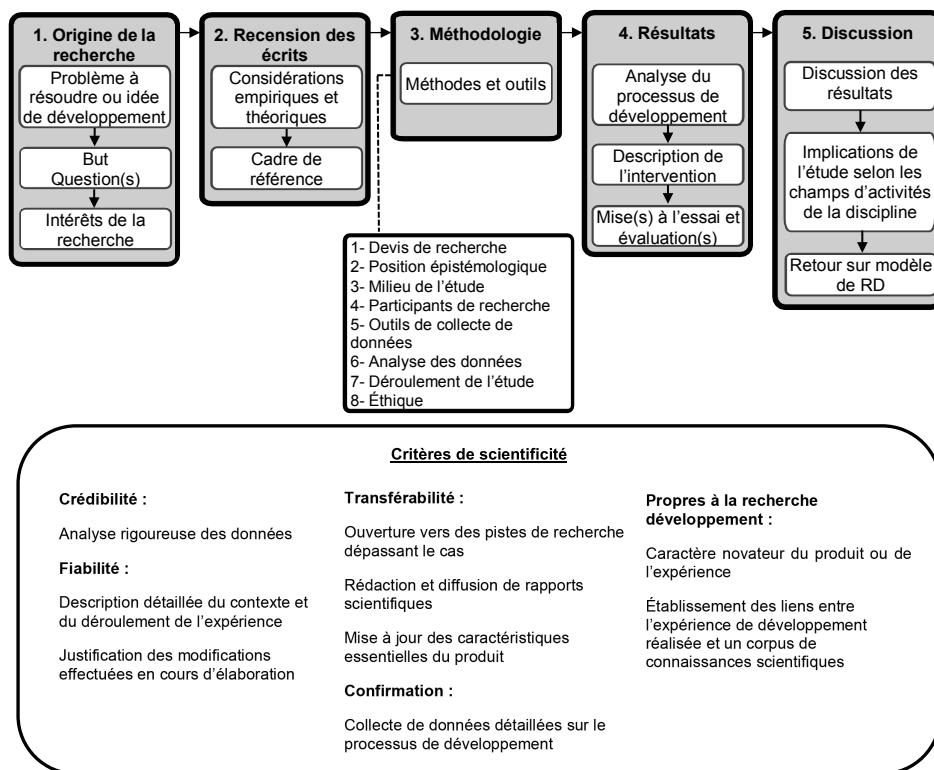 1. Origine de la
recherche
Problème à
résoudre ou idée
de développement
But
Question(s)
Intérêts de la
recherche
2. Recension des
écrits
Considérations
empiriques et
théoriques
Cadre de
référence
3. Méthodologie
Méthodes et outils
1- Devis de recherche
2- Position épistémologique
3- Milieu de l’étude
4- Participants de recherche
5- Outils de collecte de
données
6- Analyse des données
7- Déroulement de l’étude
8- Éthique
4. Résultats
Analyse du
processus de
développement
Description de
l’intervention
Mise(s) à l’essai et
évaluation(s)
5. Discussion
Discussion des
résultats
Implications de
l’étude selon les
champs d’activités
de la discipline
Retour sur modèle
de RD
Critères de scientificité
Crédibilité :
Analyse rigoureuse des données
Fiabilité :
Description détaillée du contexte et
du déroulement de l’expérience
Justification des modifications
effectuées en cours d’élaboration
Transférabilité :
Ouverture vers des pistes de recherche
dépassant le cas
Rédaction et diffusion de rapports
scientifiques
Mise à jour des caractéristiques
essentielles du produit
Confirmation :
Collecte de données détaillées sur le
processus de développement
Propres à la recherche
développement :
Caractère novateur du produit ou de
l’expérience
Établissement des liens entre
l’expérience de développement
réalisée et un corpus de
connaissances scientifiques